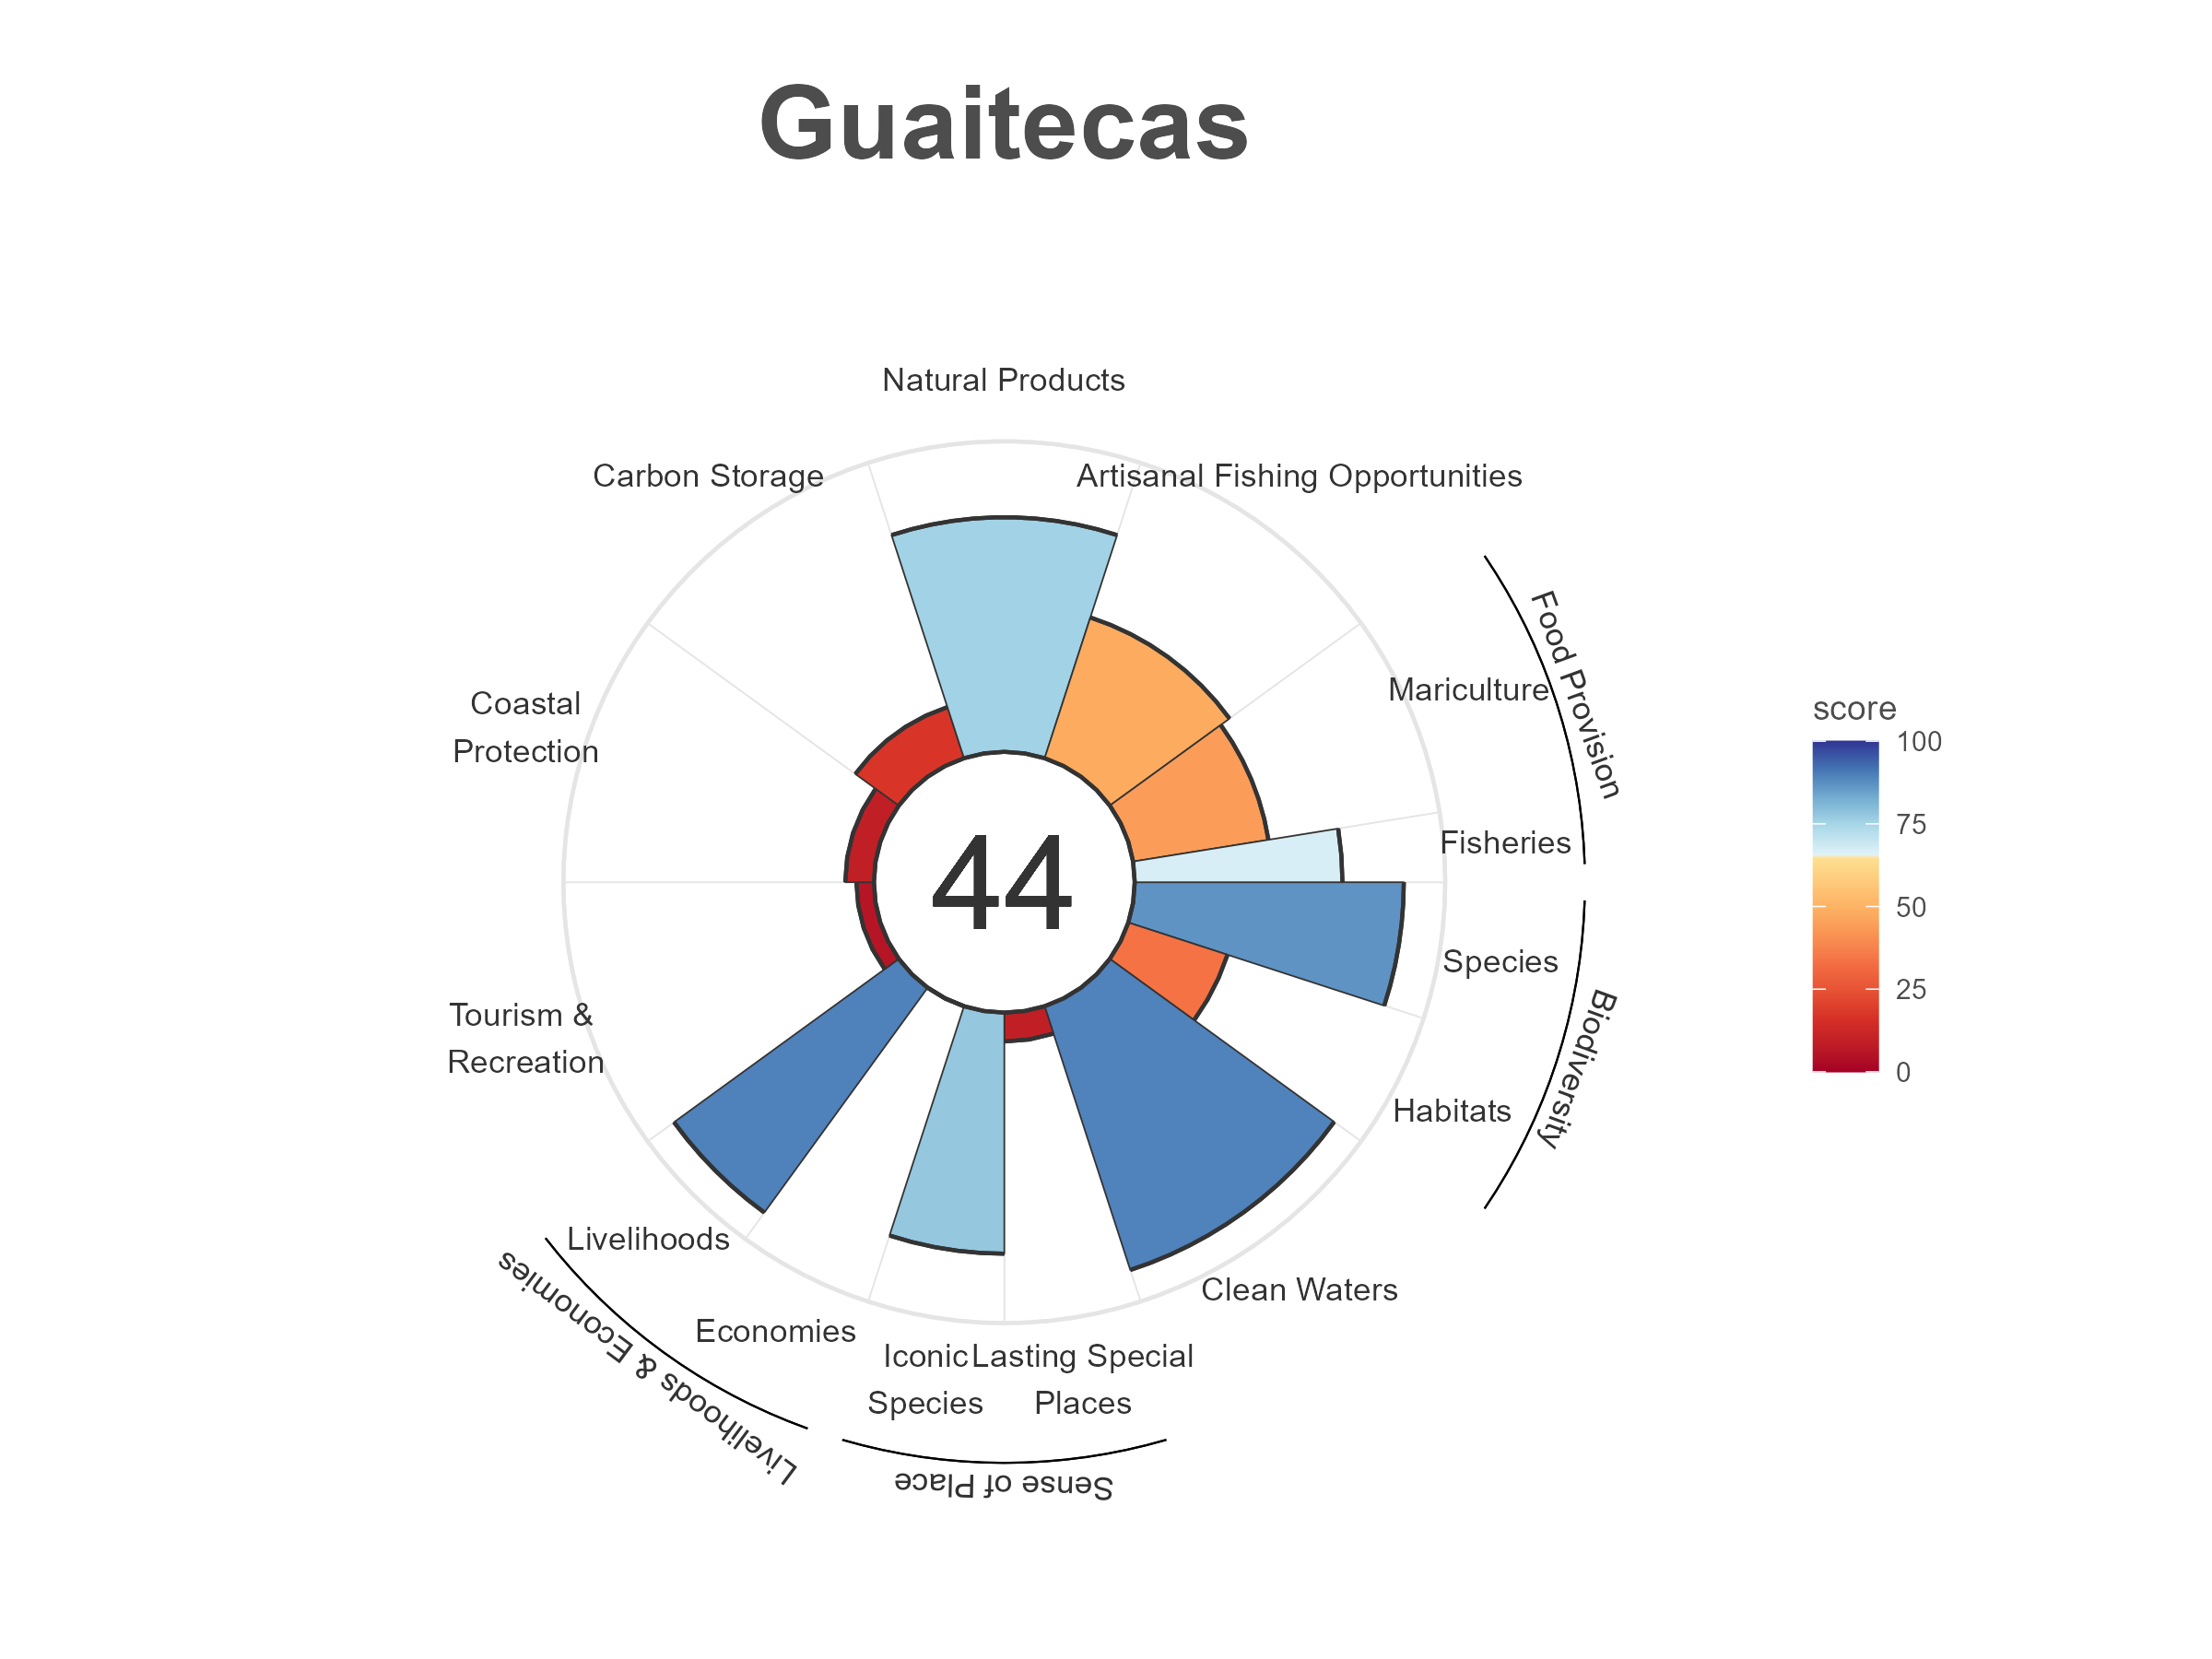 Guaitecas
Natural Products
Carbon Storage
Artisanal Fishing Opportunities
Food Provision
Mariculture
Coastal
Protection
score
100
75
50
25
0
Fisheries
44
Species
Biodiversity
Tourism &
Recreation
Habitats
Livelihoods
Clean Waters
Economies
Livelihoods & Economies
Iconic
Species
Lasting Special
Places
Sense of Place